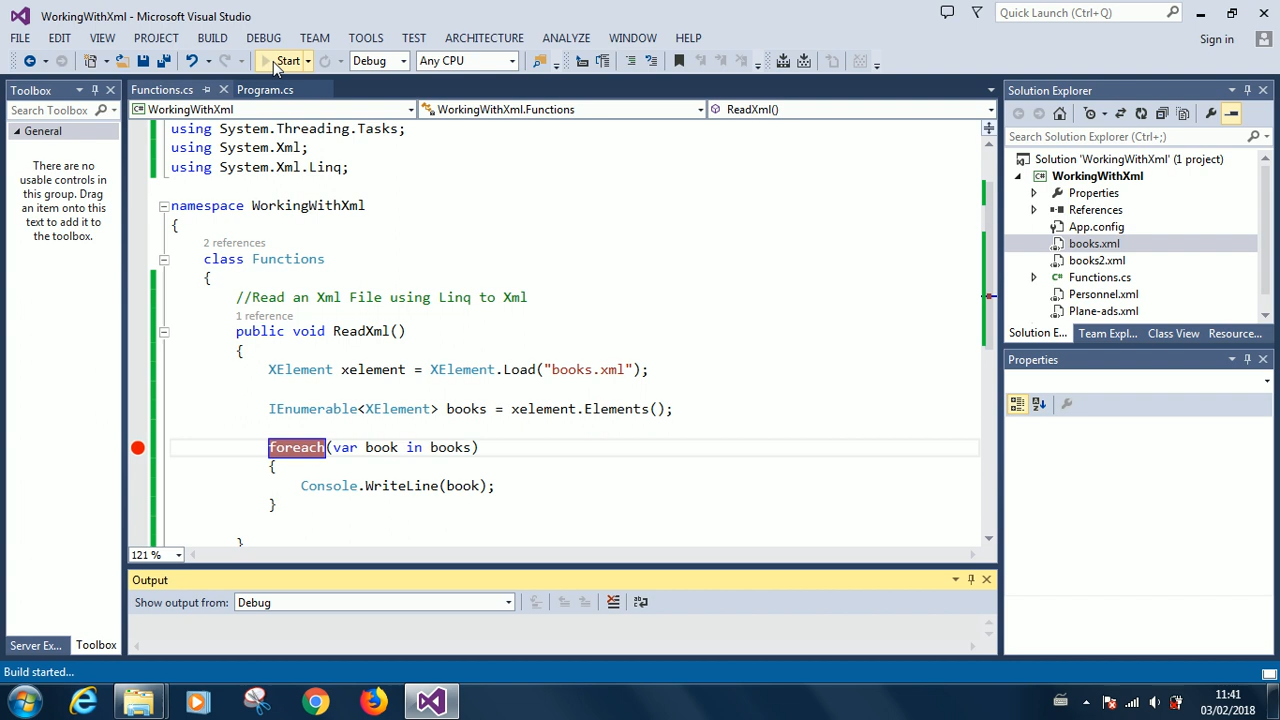 WorkingWithXml - Microsoft Visual Studio
Quick Launch (Ctrl+Q)
FILE EDIT VIEW PROJECT BUILD DEBUG TEAM TOOLS TEST ARCHITECTURE ANALYZE WINDOW HELP
Sign in
Start Debug Any CPU
Toolbox
Search Toolbox
General
There are no
usable controls in
this group. Drag
an item onto this
text to add it to
the toolbox.
Server Ex... Toolbox
Functions.cs Program.cs
WorkingWithXml WorkingWithXml.Functions ReadXml()
using System.Threading.Tasks;
using System.Xml;
using System.Xml.Linq;
namespace WorkingWithXml
{
2 references
class Functions
{
//Read an Xml File using Linq to Xml
1 reference
public void ReadXml()
{
XElement xelement = XElement.Load("books.xml");
IEnumerable<XElement> books = xelement.Elements();
foreach(var book in books)
{
Console.WriteLine(book);
}
}
121 %
Output
Show output from: Debug
Solution Explorer
Search Solution Explorer (Ctrl+;)
Solution 'WorkingWithXml' (1 project)
C# WorkingWithXml
Properties
References
App.config
books.xml
books2.xml
C# Functions.cs
Personnel.xml
Plane-ads.xml
Solution E... Team Expl... Class View Resource...
Properties
Build started...
11:41
03/02/2018